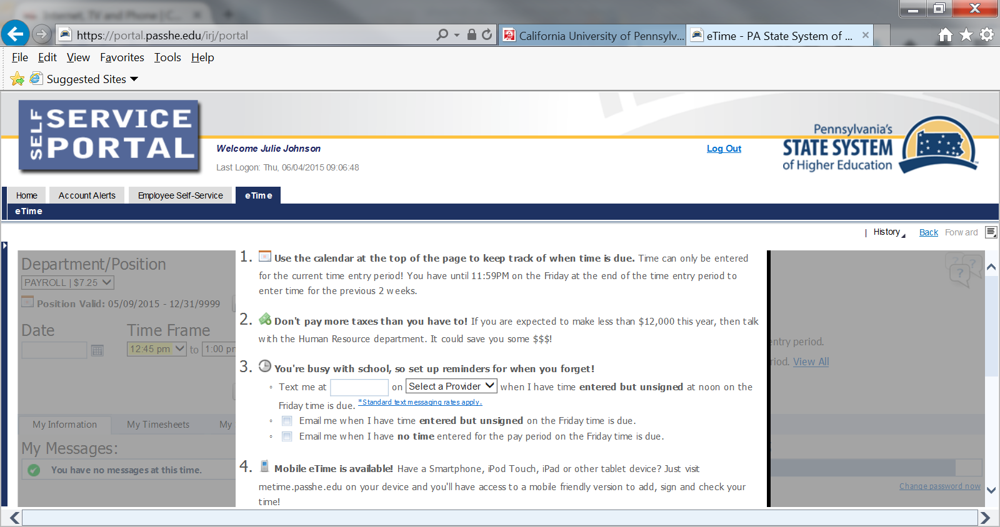 Internet, TV and Phone | C...
https://portal.passhe.edu/irj/portal
California University of Pennsylv...
eTime - PA State System of ...
File Edit View Favorites Tools Help
Suggested Sites
SELF SERVICE PORTAL
Welcome Julie Johnson
Last Logon: Thu, 06/04/2015 09:06:48
Log Out
Pennsylvania's
STATE SYSTEM
of Higher Education
Home Account Alerts Employee Self-Service eTime
eTime
| History Back Forward
Department/Position
PAYROLL | $7.25
Position Valid: 05/09/2015 - 12/31/9999
Date Time Frame
12:45 pm to 1:00 pm
My Information My Timesheets My
My Messages:
You have no messages at this time.
1. Use the calendar at the top of the page to keep track of when time is due. Time can only be entered
for the current time entry period! You have until 11:59PM on the Friday at the end of the time entry period to
enter time for the previous 2 weeks.
2. Don't pay more taxes than you have to! If you are expected to make less than $12,000 this year, then talk
with the Human Resource department. It could save you some $$$!
3. You're busy with school, so set up reminders for when you forget!
Text me at on Select a Provider when I have time entered but unsigned at noon on the
Friday time is due. *Standard text messaging rates apply.
Email me when I have time entered but unsigned on the Friday time is due.
Email me when I have no time entered for the pay period on the Friday time is due.
4. Mobile eTime is available! Have a Smartphone, iPod Touch, iPad or other tablet device? Just visit
metime.passhe.edu on your device and you'll have access to a mobile friendly version to add, sign and check your
time!
entry period.
riod. View All
Change password now